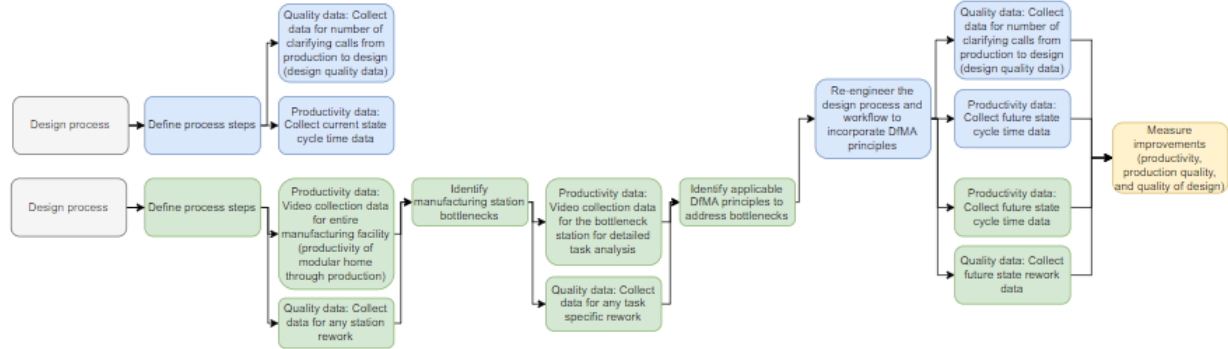 Quality data: Collect
data for number of
clarifying calls from
production to design
(design quality data)
Design process
Define process steps
Productivity data:
Collect current state
cycle time data
Design process
Define process steps
Productivity data:
Video collection data
for entire
manufacturing facility
(productivity of
modular home
through production)
Quality data: Collect
data for any station
rework
Identify
manufacturing station
bottlenecks
Productivity data:
Video collection data
for the bottleneck
station for detailed
task analysis
Quality data: Collect
data for any task
specific rework
Identify applicable
DfMA principles to
address bottlenecks
Re-engineer the
design process and
workflow to
incorporate DfMA
principles
Quality data: Collect
data for number of
clarifying calls from
production to design
(design quality data)
Productivity data:
Collect future state
cycle time data
Productivity data:
Collect future state
cycle time data
Quality data: Collect
future state rework
data
Measure
improvements
(productivity,
production quality,
and quality of design)